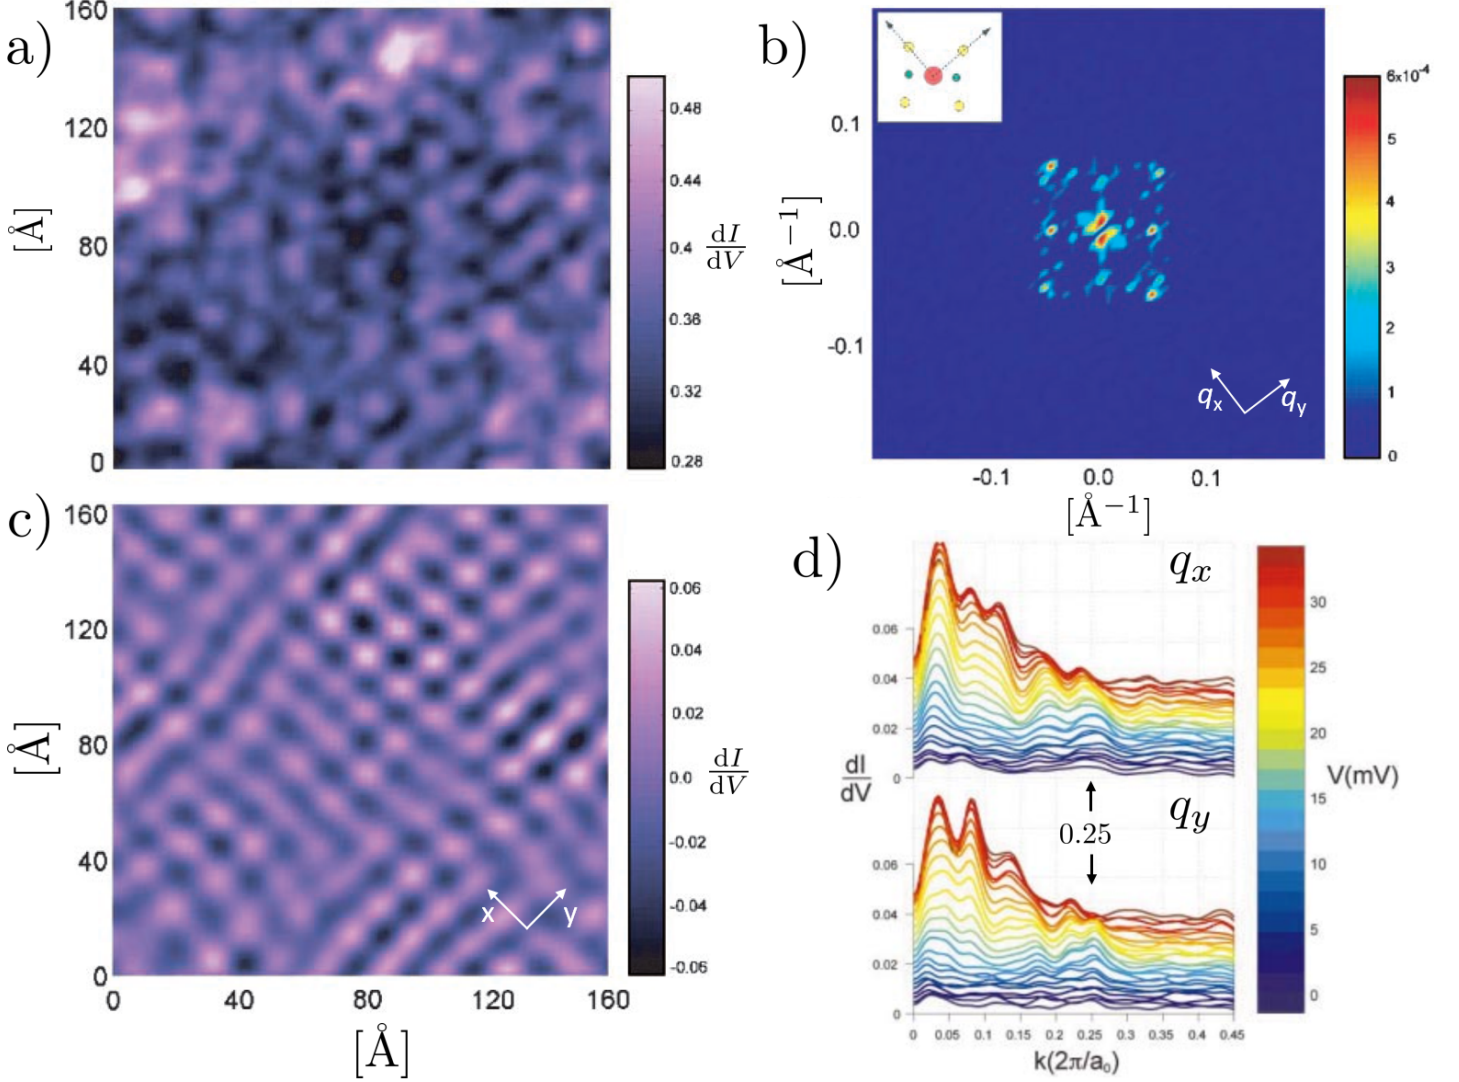 a)
160
120
80
40
0
[Å]
0.48
0.44
0.4
0.36
0.32
0.28
dI
dV
b)
0.1
0.0
-0.1
[Å⁻¹]
-0.1 0.0 0.1
[Å⁻¹]
qx qy
6x10⁻⁴
5
4
3
2
1
0
c)
160
120
80
40
0
[Å]
0 40 80 120 160
[Å]
x y
0.06
0.04
0.02
0.0
-0.02
-0.04
-0.06
dI
dV
d)
qx
0.06
0.04
0.02
0
dI
dV
0.25
qy
0.06
0.04
0.02
0
0 0.05 0.1 0.15 0.2 0.25 0.3 0.35 0.4 0.45
k(2π/a₀)
30
25
20
15
10
5
0
V(mV)